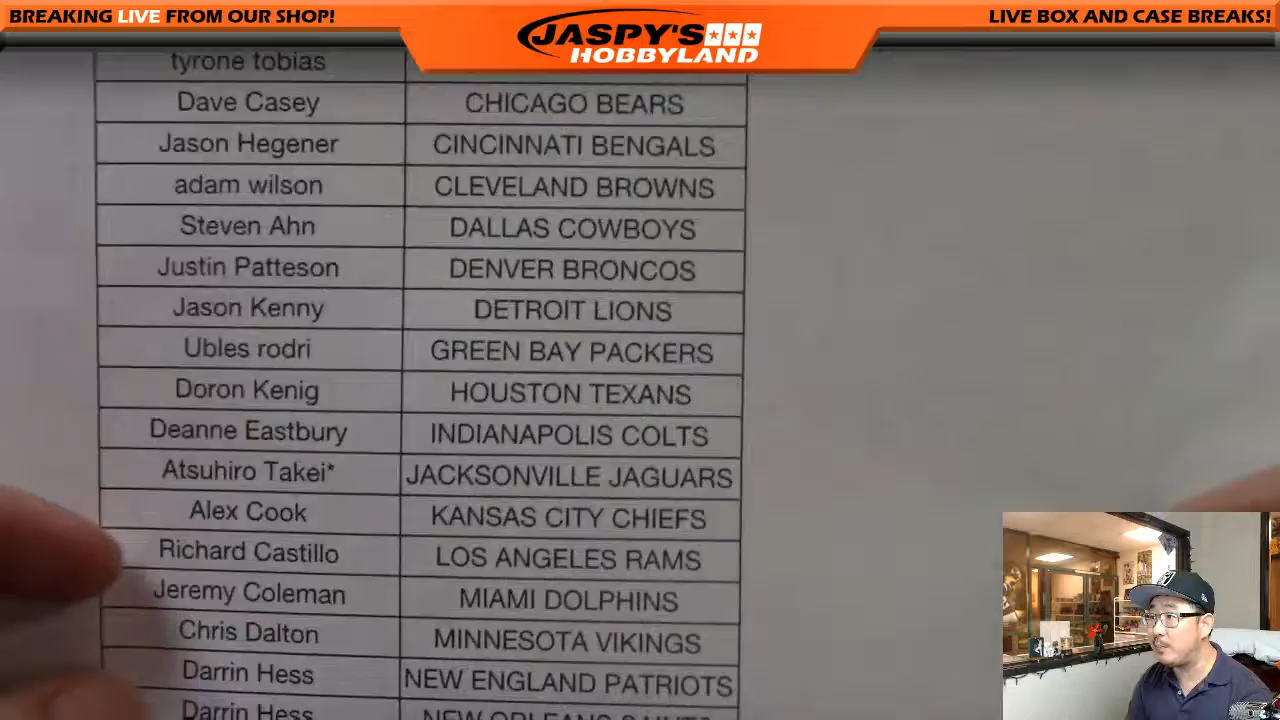 BREAKING LIVE FROM OUR SHOP!
JASPY'S
HOBBYLAND
LIVE BOX AND CASE BREAKS!
tyrone tobias
Dave Casey CHICAGO BEARS
Jason Hegener CINCINNATI BENGALS
adam wilson CLEVELAND BROWNS
Steven Ahn DALLAS COWBOYS
Justin Patteson DENVER BRONCOS
Jason Kenny DETROIT LIONS
Ubles rodri GREEN BAY PACKERS
Doron Kenig HOUSTON TEXANS
Deanne Eastbury INDIANAPOLIS COLTS
Atsuhiro Takei* JACKSONVILLE JAGUARS
Alex Cook KANSAS CITY CHIEFS
Richard Castillo LOS ANGELES RAMS
Jeremy Coleman MIAMI DOLPHINS
Chris Dalton MINNESOTA VIKINGS
Darrin Hess NEW ENGLAND PATRIOTS
Darrin Hess NEW ORLEANS